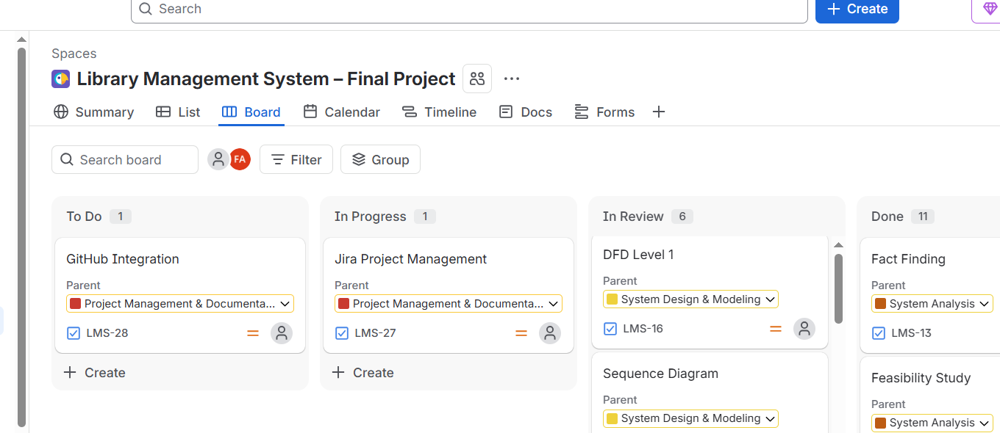 Search
Create
Spaces
Library Management System – Final Project
Summary
List
Board
Calendar
Timeline
Docs
Forms
Search board
FA
Filter
Group
To Do 1
GitHub Integration
Parent
Project Management & Documenta...
LMS-28
Create
In Progress 1
Jira Project Management
Parent
Project Management & Documenta...
LMS-27
Create
In Review 6
DFD Level 1
Parent
System Design & Modeling
LMS-16
Sequence Diagram
Parent
System Design & Modeling
Done 11
Fact Finding
Parent
System Analysis
LMS-13
Feasibility Study
Parent
System Analysis